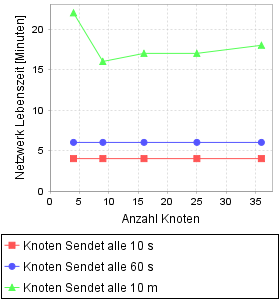 Netzwerk Lebenszeit [Minuten]
20
15
10
5
0
0 5 10 15 20 25 30 35
Anzahl Knoten
Knoten Sendet alle 10 s
Knoten Sendet alle 60 s
Knoten Sendet alle 10 m